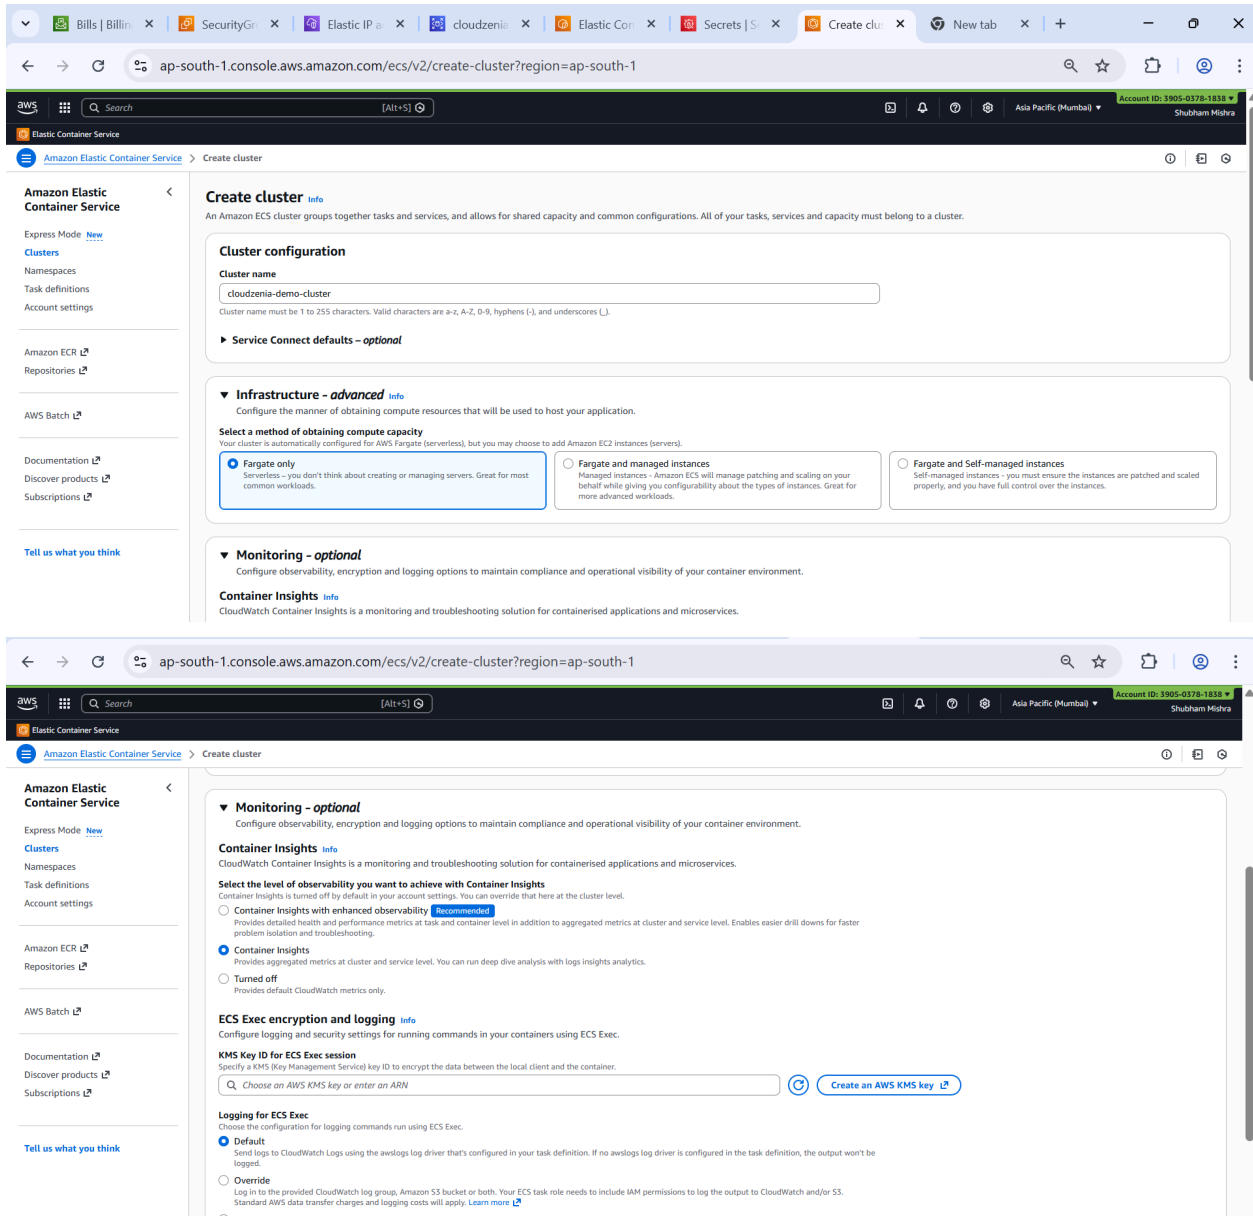 Bills | Billin
SecurityGr
Elastic IP a
cloudzenia
Elastic Con
Secrets | S
Create clus
New tab
ap-south-1.console.aws.amazon.com/ecs/v2/create-cluster?region=ap-south-1
aws
Search
[Alt+S]
Asia Pacific (Mumbai)
Account ID: 3905-0378-1838
Shubham Mishra
Elastic Container Service
Amazon Elastic Container Service > Create cluster
Amazon Elastic
Container Service
Express Mode New
Clusters
Namespaces
Task definitions
Account settings
Amazon ECR
Repositories
AWS Batch
Documentation
Discover products
Subscriptions
Tell us what you think
Create cluster Info
An Amazon ECS cluster groups together tasks and services, and allows for shared capacity and common configurations. All of your tasks, services and capacity must belong to a cluster.
Cluster configuration
Cluster name
cloudzenia-demo-cluster
Cluster name must be 1 to 255 characters. Valid characters are a-z, A-Z, 0-9, hyphens (-), and underscores (_).
Service Connect defaults – optional
Infrastructure – advanced Info
Configure the manner of obtaining compute resources that will be used to host your application.
Select a method of obtaining compute capacity
Your cluster is automatically configured for AWS Fargate (serverless), but you may choose to add Amazon EC2 instances (servers).
Fargate only
Serverless – you don't think about creating or managing servers. Great for most
common workloads.
Fargate and managed instances
Managed instances - Amazon ECS will manage patching and scaling on your
behalf while giving you configurability about the types of instances. Great for
more advanced workloads.
Fargate and Self-managed instances
Self-managed instances - you must ensure the instances are patched and scaled
properly, and you have full control over the instances.
Monitoring – optional
Configure observability, encryption and logging options to maintain compliance and operational visibility of your container environment.
Container Insights Info
CloudWatch Container Insights is a monitoring and troubleshooting solution for containerised applications and microservices.
ap-south-1.console.aws.amazon.com/ecs/v2/create-cluster?region=ap-south-1
aws
Search
[Alt+S]
Asia Pacific (Mumbai)
Account ID: 3905-0378-1838
Shubham Mishra
Elastic Container Service
Amazon Elastic Container Service > Create cluster
Amazon Elastic
Container Service
Express Mode New
Clusters
Namespaces
Task definitions
Account settings
Amazon ECR
Repositories
AWS Batch
Documentation
Discover products
Subscriptions
Tell us what you think
Monitoring – optional
Configure observability, encryption and logging options to maintain compliance and operational visibility of your container environment.
Container Insights Info
CloudWatch Container Insights is a monitoring and troubleshooting solution for containerised applications and microservices.
Select the level of observability you want to achieve with Container Insights
Container Insights is turned off by default in your account settings. You can override that here at the cluster level.
Container Insights with enhanced observability Recommended
Provides detailed health and performance metrics at task and container level in addition to aggregated metrics at cluster and service level. Enables easier drill downs for faster
problem isolation and troubleshooting.
Container Insights
Provides aggregated metrics at cluster and service level. You can run deep dive analysis with logs insights analytics.
Turned off
Provides default CloudWatch metrics only.
ECS Exec encryption and logging Info
Configure logging and security settings for running commands in your containers using ECS Exec.
KMS Key ID for ECS Exec session
Specify a KMS (Key Management Service) key ID to encrypt the data between the local client and the container.
Choose an AWS KMS key or enter an ARN
Create an AWS KMS key
Logging for ECS Exec
Choose the configuration for logging commands run using ECS Exec.
Default
Send logs to CloudWatch Logs using the awslogs log driver that's configured in your task definition. If no awslogs log driver is configured in the task definition, the output won't be
logged.
Override
Log in to the provided CloudWatch log group, Amazon S3 bucket or both. Your ECS task role needs to include IAM permissions to log the output to CloudWatch and/or S3.
Standard AWS data transfer charges and logging costs will apply. Learn more